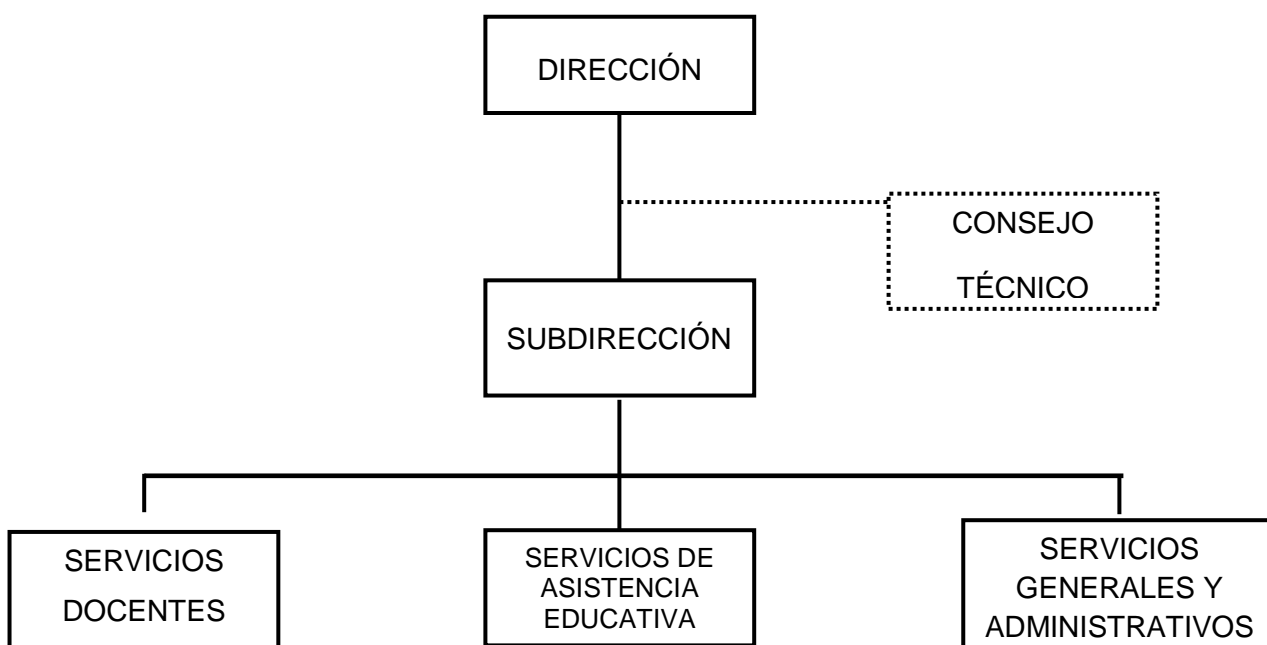 DIRECCIÓN
CONSEJO
TÉCNICO
SUBDIRECCIÓN
SERVICIOS
DOCENTES
SERVICIOS DE
ASISTENCIA
EDUCATIVA
SERVICIOS
GENERALES Y
ADMINISTRATIVOS